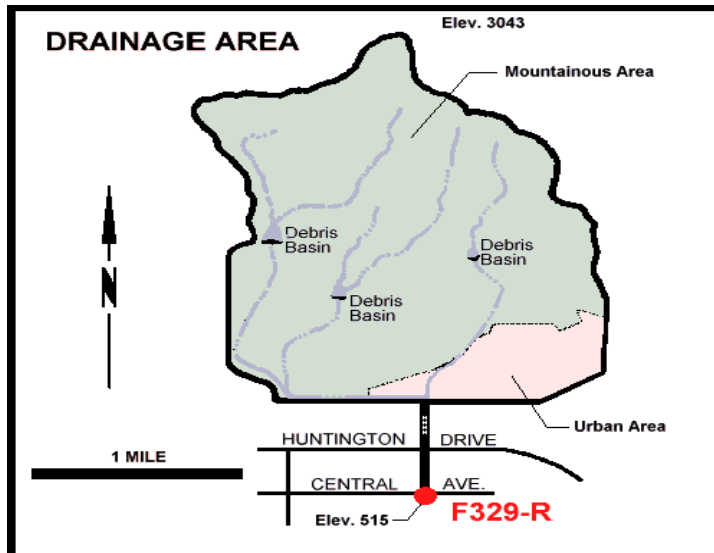 Elev. 3043
DRAINAGE AREA
Mountainous Area
Debris
Basin
Debris
Basin
Debris
Basin
N
Urban Area
HUNTINGTON DRIVE
1 MILE
CENTRAL AVE.
F329-R
Elev. 515